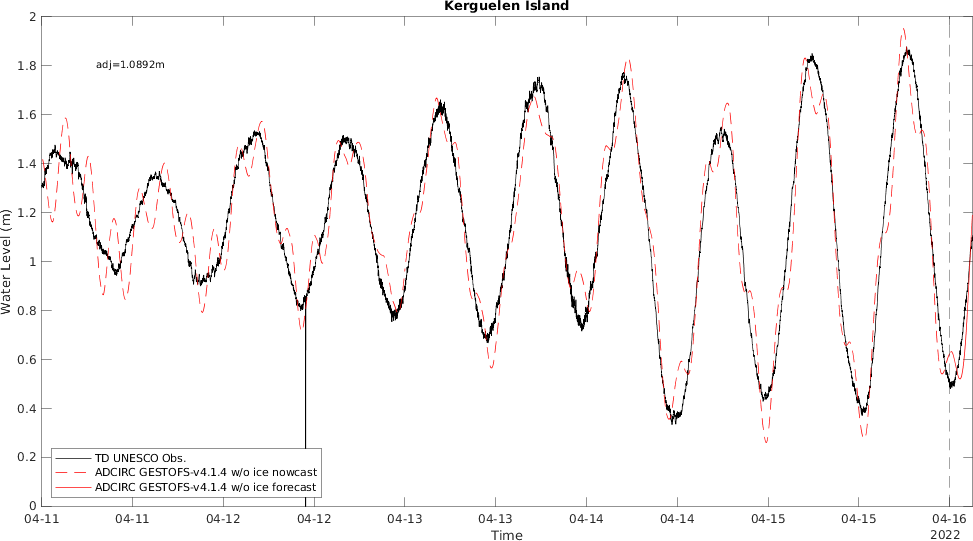 Kerguelen Island
2
1.8
1.6
1.4
1.2
1
0.8
0.6
0.4
0.2
0
Water Level (m)
adj=1.0892m
TD UNESCO Obs.
ADCIRC GESTOFS-v4.1.4 w/o ice nowcast
ADCIRC GESTOFS-v4.1.4 w/o ice forecast
04-11 04-11 04-12 04-12 04-13 04-13 04-14 04-14 04-15 04-15 04-16
Time
2022